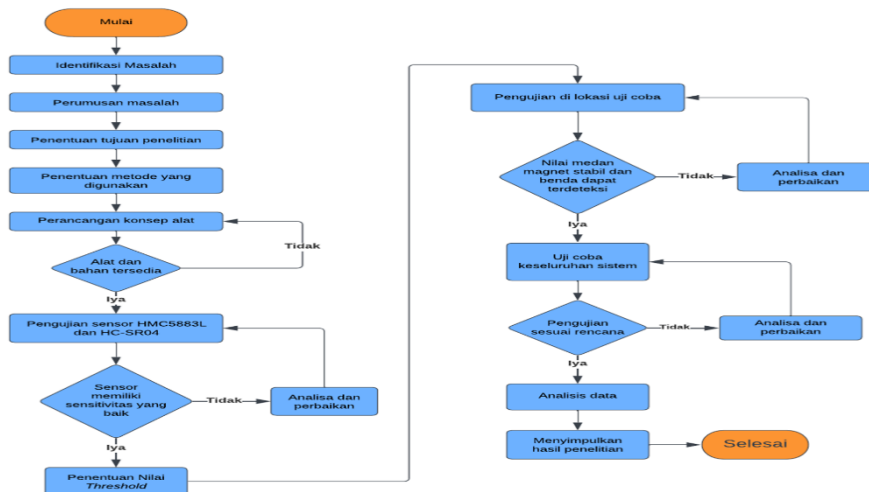 Mulai
Identifikasi Masalah
Perumusan masalah
Penentuan tujuan penelitian
Penentuan metode yang
digunakan
Perancangan konsep alat
Tidak
Alat dan
bahan tersedia
Iya
Pengujian sensor HMC5883L
dan HC-SR04
Sensor
memiliki
sensitivitas yang
baik
Tidak
Analisa dan
perbaikan
Iya
Penentuan Nilai
Threshold
Pengujian di lokasi uji coba
Nilai medan
magnet stabil dan
benda dapat
terdeteksi
Tidak
Analisa dan
perbaikan
Iya
Uji coba
keseluruhan sistem
Pengujian
sesuai rencana
Tidak
Analisa dan
perbaikan
Iya
Analisis data
Menyimpulkan
hasil penelitian
Selesai